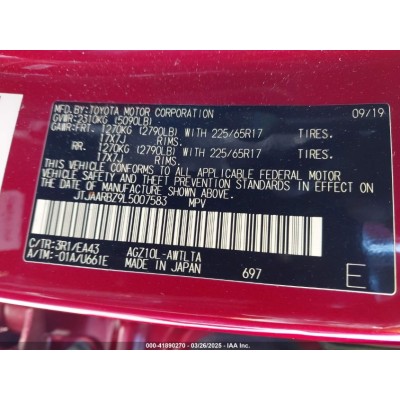 MFD.BY:TOYOTA MOTOR CORPORATION 09/19
GVWR:2310KG (5090LB)
GAWR:FRT. 1270KG (2790LB) WITH 225/65R17 TIRES.
17X7J RIMS.
RR. 1270KG (2790LB) WITH 225/65R17 TIRES.
17X7J RIMS.
THIS VEHICLE CONFORMS TO ALL APPLICABLE FEDERAL MOTOR
VEHICLE SAFETY STANDARDS IN EFFECT ON THE DATE OF
MANUFACTURE SHOWN ABOVE.
JTJAARBZ9L5007583 MPV
C/TR:3R1/EA43 AGZ10L-AWTLTA
A/TM:-01A/U661E MADE IN JAPAN 697 E
000-41890270 — 03/26/2025 — IAA Inc.